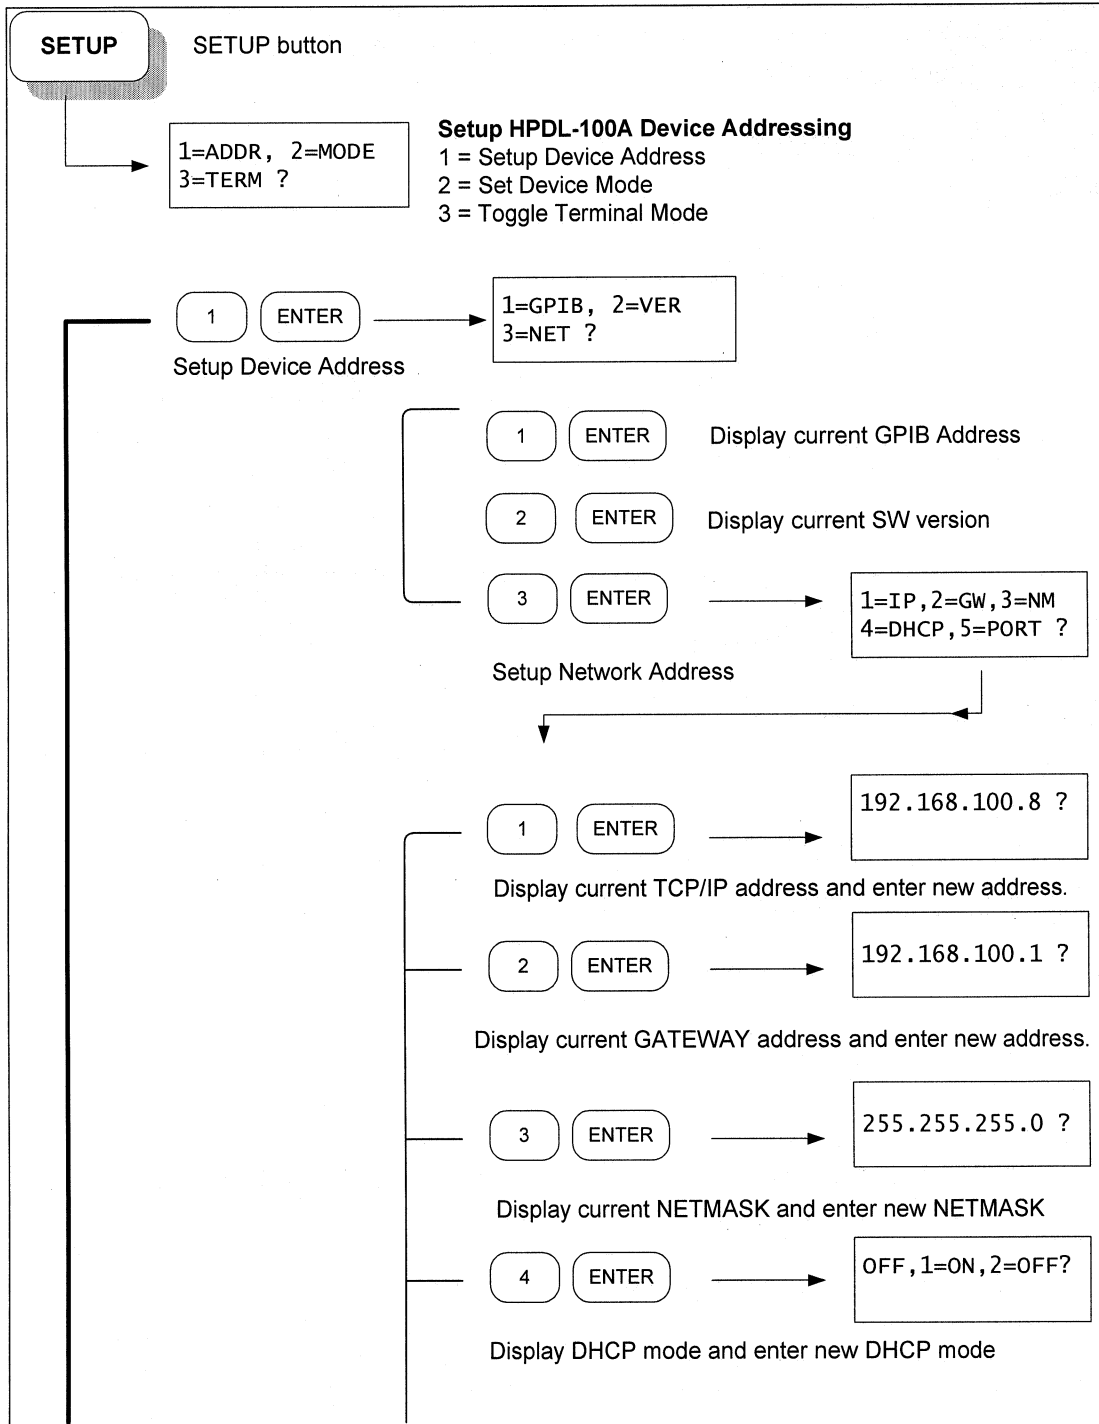 SETUP
SETUP button
1=ADDR, 2=MODE
3=TERM ?
Setup HPDL-100A Device Addressing
1 = Setup Device Address
2 = Set Device Mode
3 = Toggle Terminal Mode
1 ENTER
1=GPIB, 2=VER
3=NET ?
Setup Device Address
1 ENTER Display current GPIB Address
2 ENTER Display current SW version
3 ENTER
1=IP,2=GW,3=NM
4=DHCP,5=PORT ?
Setup Network Address
1 ENTER
192.168.100.8 ?
Display current TCP/IP address and enter new address.
2 ENTER
192.168.100.1 ?
Display current GATEWAY address and enter new address.
3 ENTER
255.255.255.0 ?
Display current NETMASK and enter new NETMASK
4 ENTER
OFF,1=ON,2=OFF?
Display DHCP mode and enter new DHCP mode